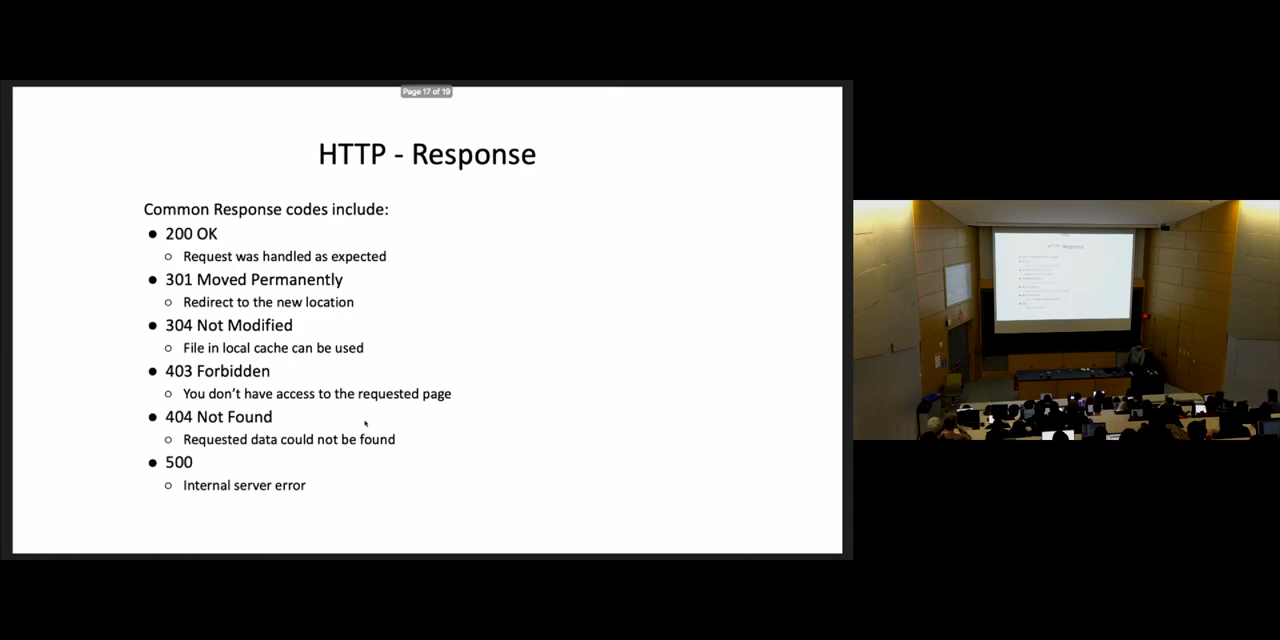 Page 17 of 19
HTTP - Response
Common Response codes include:
● 200 OK
○ Request was handled as expected
● 301 Moved Permanently
○ Redirect to the new location
● 304 Not Modified
○ File in local cache can be used
● 403 Forbidden
○ You don’t have access to the requested page
● 404 Not Found
○ Requested data could not be found
● 500
○ Internal server error
HTTP - Response